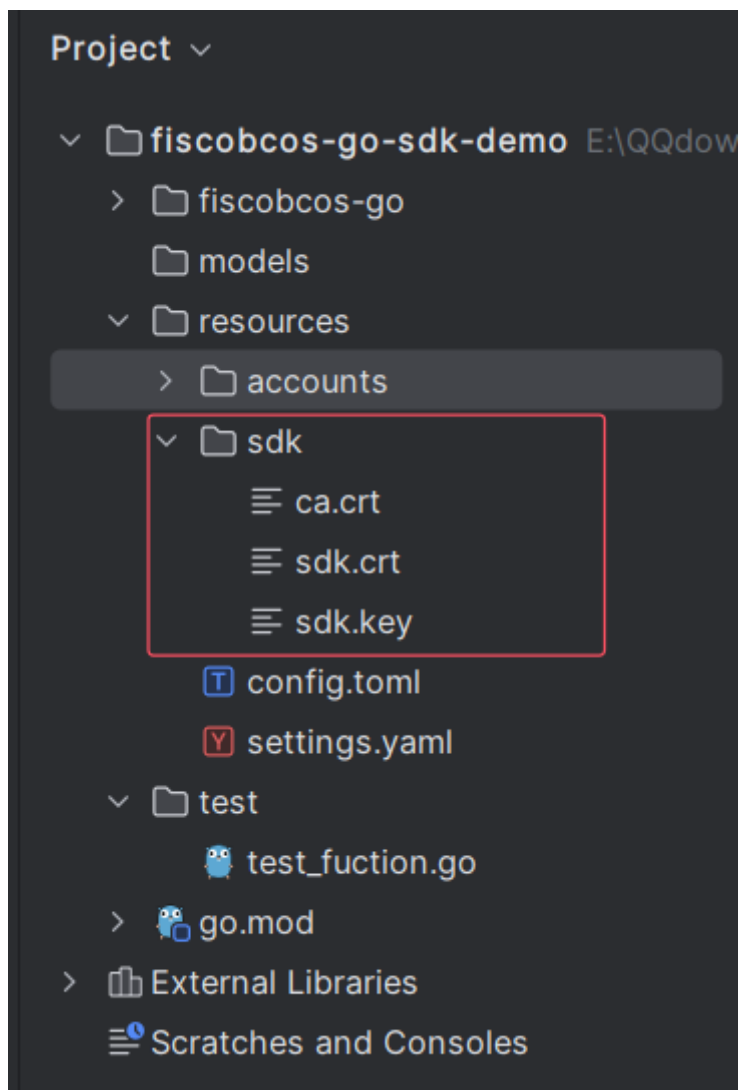 Project
fiscobcos-go-sdk-demo E:\QQdow
fiscobcos-go
models
resources
accounts
sdk
ca.crt
sdk.crt
sdk.key
config.toml
settings.yaml
test
test_fuction.go
go.mod
External Libraries
Scratches and Consoles